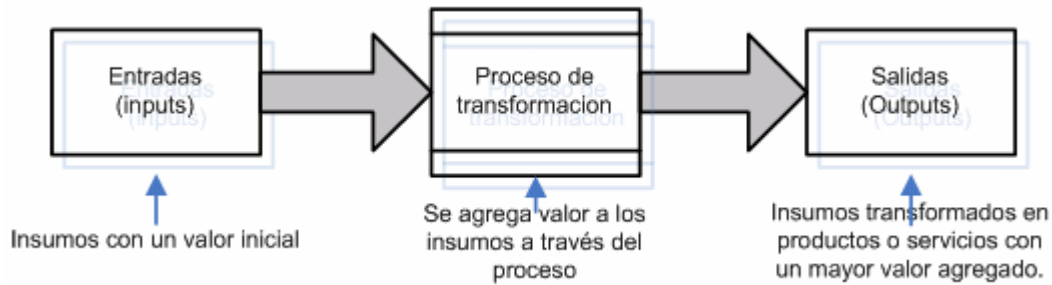 Entradas
(inputs)
Proceso de
transformacion
Salidas
(Outputs)
Insumos con un valor inicial
Se agrega valor a los
insumos a través del
proceso
Insumos transformados en
productos o servicios con
un mayor valor agregado.